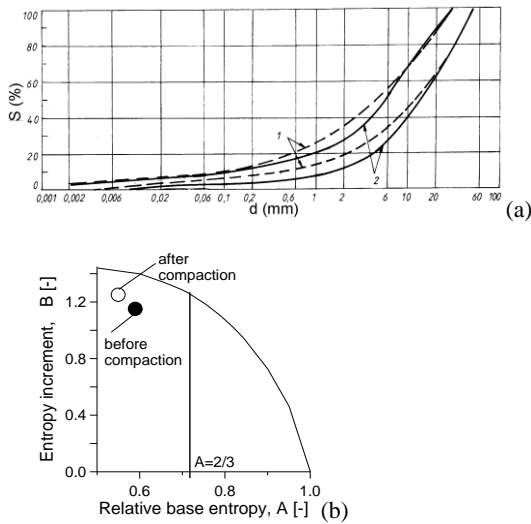 100
80
60
40
20
0
S (%)
1
2
0,001 0,002 0,006 0,02 0,06 0,1 0,2 0,6 1 2 6 10 20 60 100
d (mm)
(a)
after
compaction
before
compaction
1.2
0.8
0.4
0.0
Entropy increment, B [-]
A=2/3
0.6 0.8 1.0
Relative base entropy, A [-]
(b)